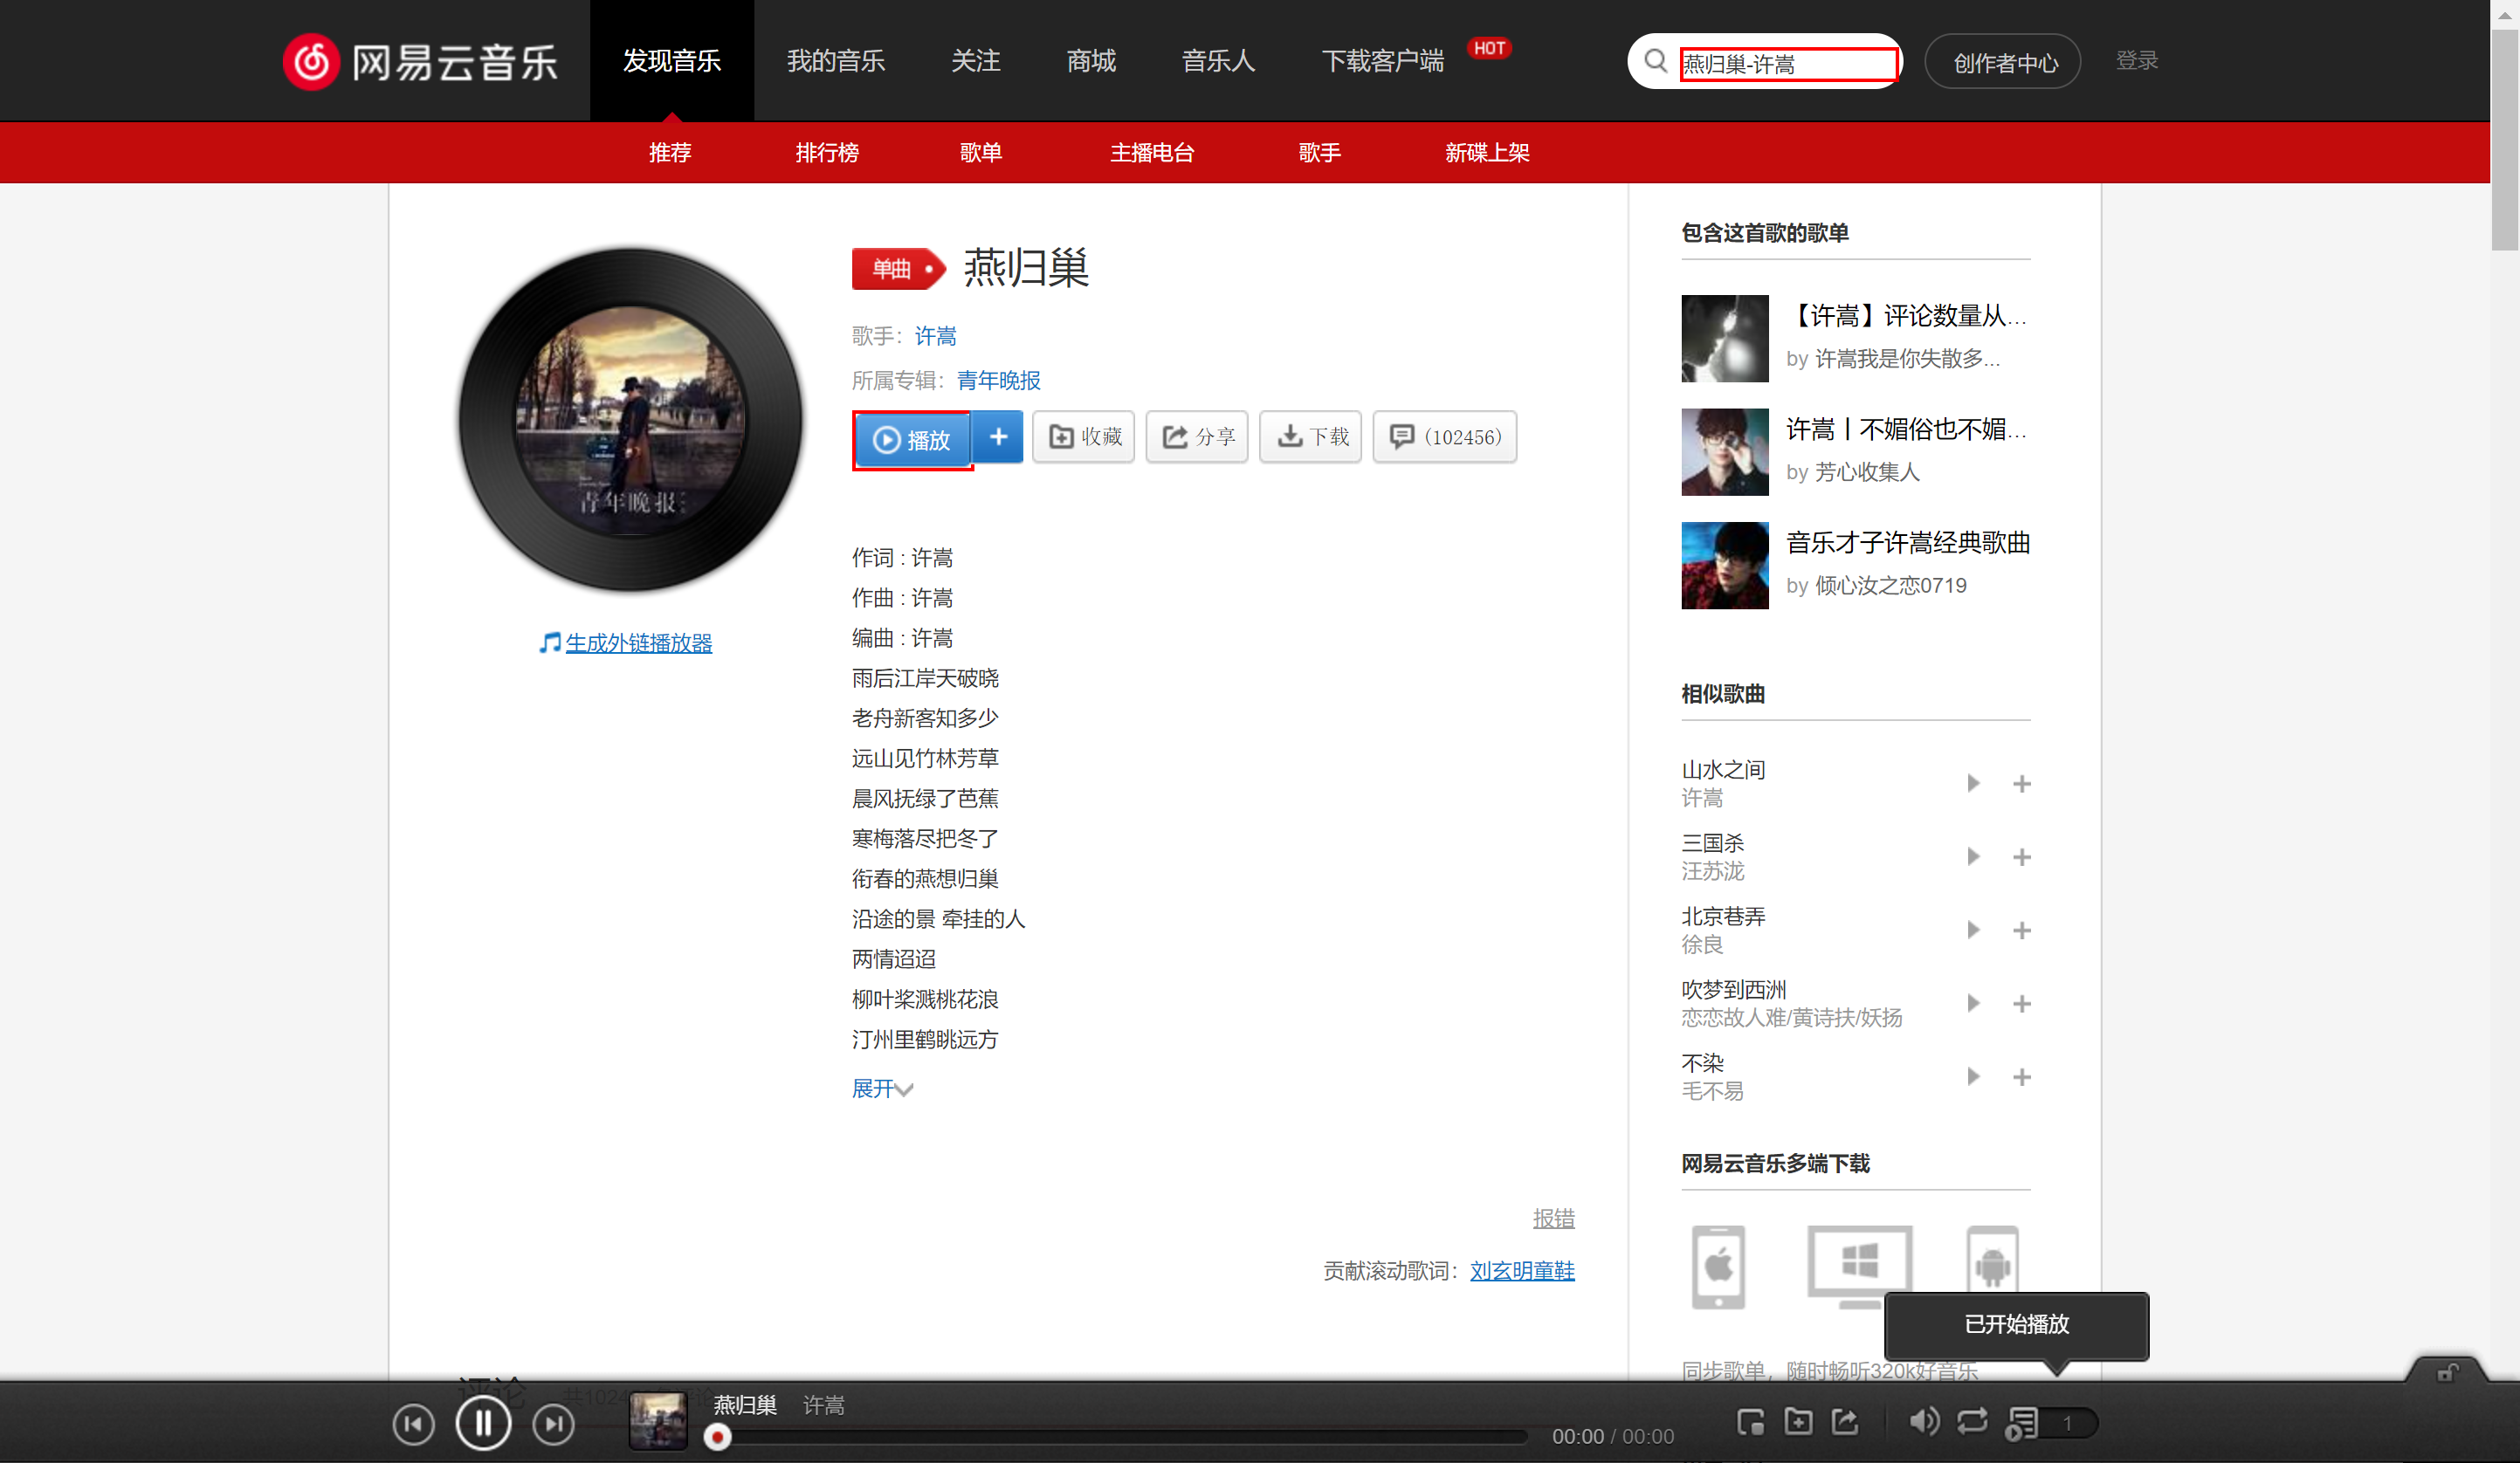 网易云音乐
发现音乐
我的音乐
关注
商城
音乐人
下载客户端
HOT
燕归巢-许嵩
创作者中心
登录
推荐
排行榜
歌单
主播电台
歌手
新碟上架
单曲
燕归巢
歌手：许嵩
所属专辑：青年晚报
播放
收藏
分享
下载
(102456)
青年晚报
生成外链播放器
作词 : 许嵩
作曲 : 许嵩
编曲 : 许嵩
雨后江岸天破晓
老舟新客知多少
远山见竹林芳草
晨风抚绿了芭蕉
寒梅落尽把冬了
衔春的燕想归巢
沿途的景 牵挂的人
两情迢迢
柳叶桨溅桃花浪
汀州里鹤眺远方
展开
报错
贡献滚动歌词：刘玄明童鞋
包含这首歌的歌单
【许嵩】评论数量从...
by 许嵩我是你失散多...
许嵩丨不媚俗也不媚...
by 芳心收集人
音乐才子许嵩经典歌曲
by 倾心汝之恋0719
相似歌曲
山水之间
许嵩
三国杀
汪苏泷
北京巷弄
徐良
吹梦到西洲
恋恋故人难/黄诗扶/妖扬
不染
毛不易
网易云音乐多端下载
已开始播放
同步歌单，随时畅听320k好音乐
评论
燕归巢 许嵩
00:00 / 00:00
1